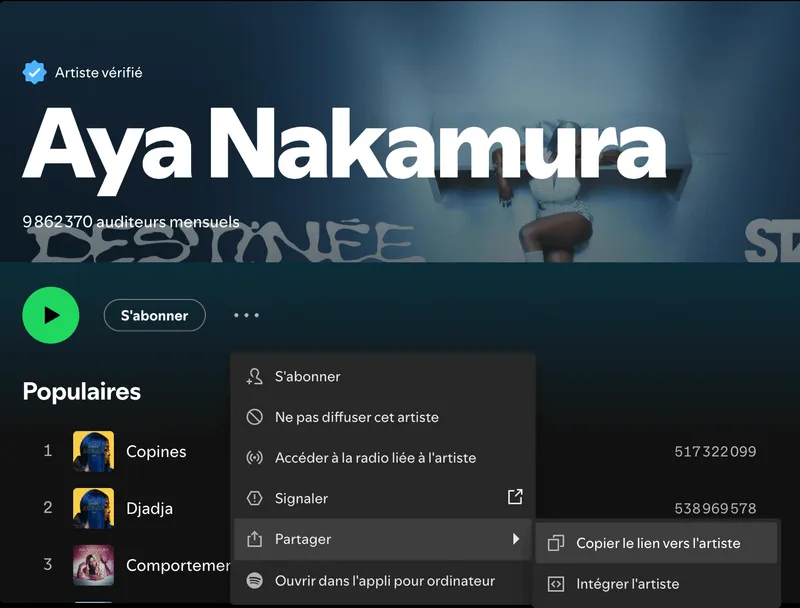 Artiste vérifié
Aya Nakamura
9 862 370 auditeurs mensuels
DESTINÉE
S'abonner
Populaires
1 Copines 517 322 099
2 Djadja 538 969 578
3 Comportemen
S'abonner
Ne pas diffuser cet artiste
Accéder à la radio liée à l'artiste
Signaler
Partager
Ouvrir dans l'appli pour ordinateur
Copier le lien vers l'artiste
Intégrer l'artiste